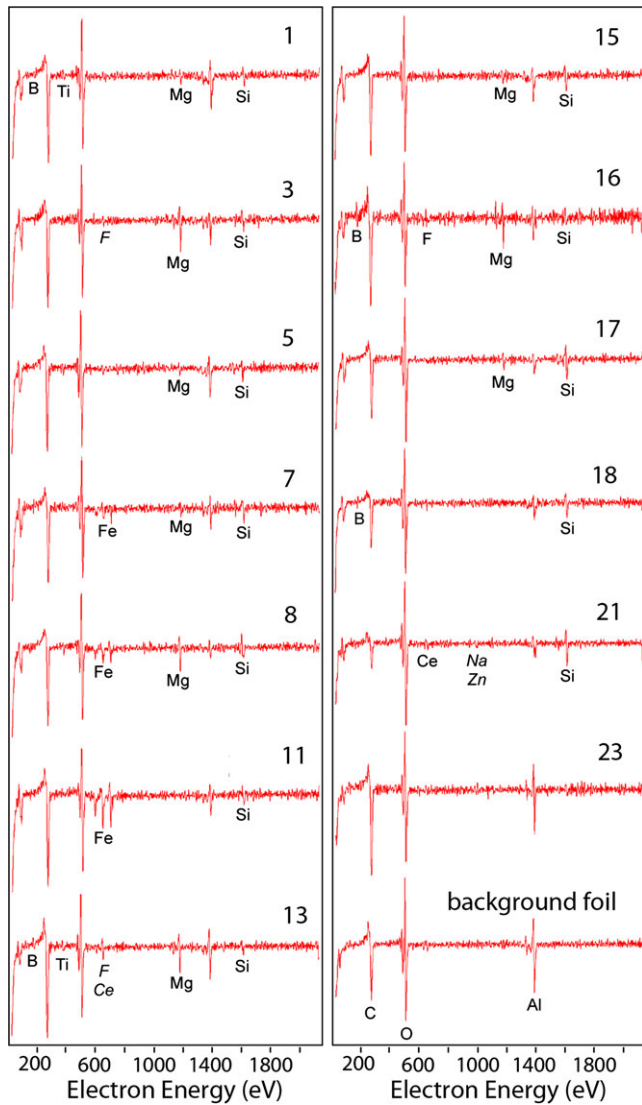 1
B Ti Mg Si
3
F Mg Si
5
Mg Si
7
Fe Mg Si
8
Fe Mg Si
11
Fe Si
13
B Ti F Ce Mg Si
200 600 1000 1400 1800
Electron Energy (eV)
15
Mg Si
16
B F Mg Si
17
Mg Si
18
B Si
21
Ce Na Si
Zn
23
background foil
C O Al
200 600 1000 1400 1800
Electron Energy (eV)